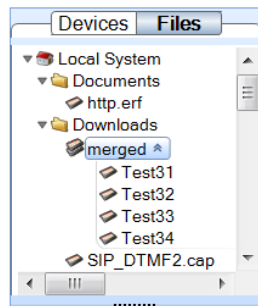 Devices Files
Local System
Documents
http.erf
Downloads
merged
Test31
Test32
Test33
Test34
SIP_DTMF2.cap